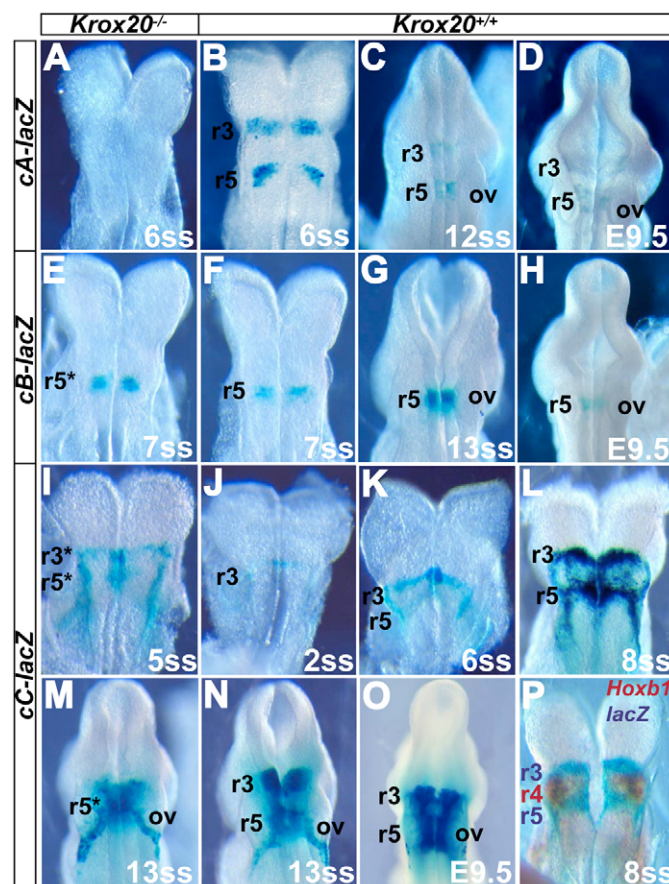 Krox20-/- Krox20+/+
cA-lacZ
A B C D
r3 r3 r3
r5 r5 ov r5 ov
6ss 6ss 12ss E9.5
cB-lacZ
E F G H
r5* r5 r5 ov r5 ov
7ss 7ss 13ss E9.5
cC-lacZ
I J K L
r3* r3 r3 r3
r5* r5 r5
5ss 2ss 6ss 8ss
M N O P Hoxb1
lacZ
r3 r3 r3
r4
r5* ov r5 ov r5 r5
13ss 13ss E9.5 8ss